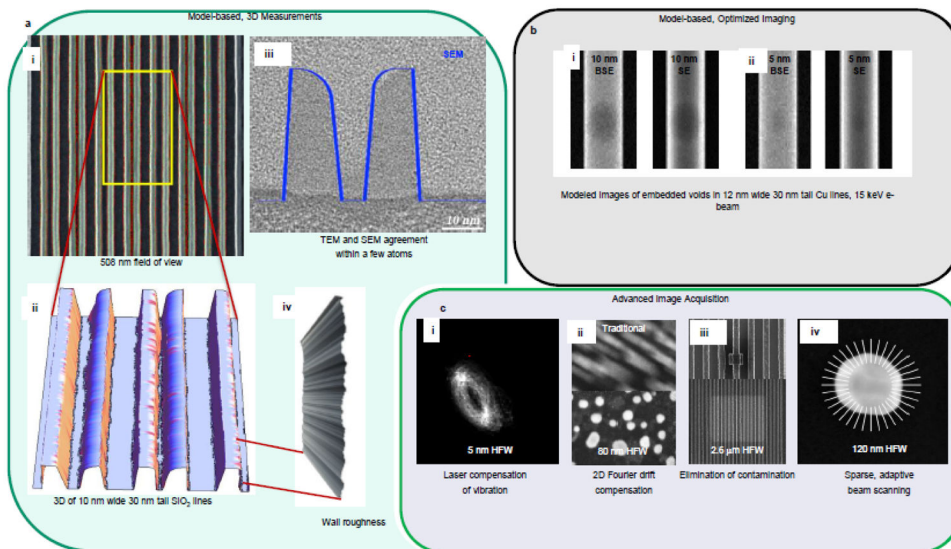 a
Model-based, 3D Measurements
i
508 nm field of view
iii
SEM
10 nm
TEM and SEM agreement
within a few atoms
ii
3D of 10 nm wide 30 nm tall SIO₂ lines
iv
Wall roughness
b
Model-based, Optimized Imaging
i
10 nm
BSE
10 nm
SE
ii
5 nm
BSE
5 nm
SE
Modeled Images of embedded voids in 12 nm wide 30 nm tall Cu lines, 15 keV e-
beam
c
Advanced Image Acquisition
i
5 nm HFW
Laser compensation
of vibration
ii
Traditional
80 nm HFW
2D Fourier drift
compensation
iii
2.6 μm HFW
Elimination of contamination
iv
120 nm HFW
Sparse, adaptive
beam scanning